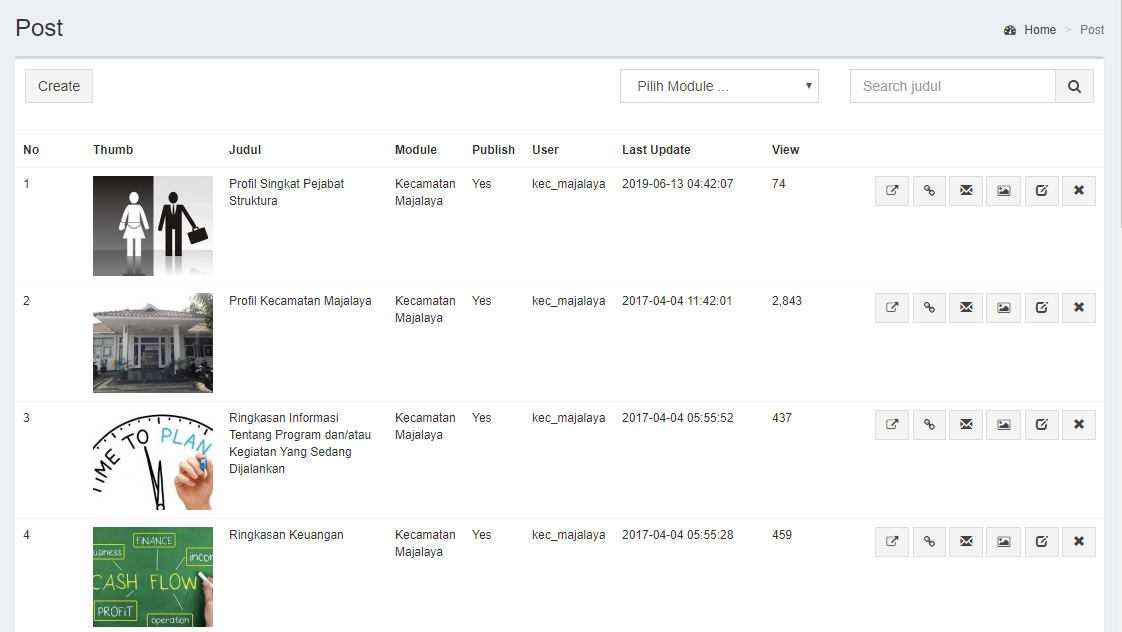 Post
Home > Post
Create
Pilih Module ...
Search judul
No Thumb Judul Module Publish User Last Update View
1 Profil Singkat Pejabat Kecamatan Yes kec_majalaya 2019-06-13 04:42:07 74
Struktura Majalaya
2 Profil Kecamatan Majalaya Kecamatan Yes kec_majalaya 2017-04-04 11:42:01 2,843
Majalaya
3 Ringkasan Informasi Kecamatan Yes kec_majalaya 2017-04-04 05:55:52 437
Tentang Program dan/atau Majalaya
Kegiatan Yang Sedang
Dijalankan
TIME TO PLAN
4 Ringkasan Keuangan Kecamatan Yes kec_majalaya 2017-04-04 05:55:28 459
Majalaya
FINANCE
usiness
incor
CASH FLOW
PROFIT
operation